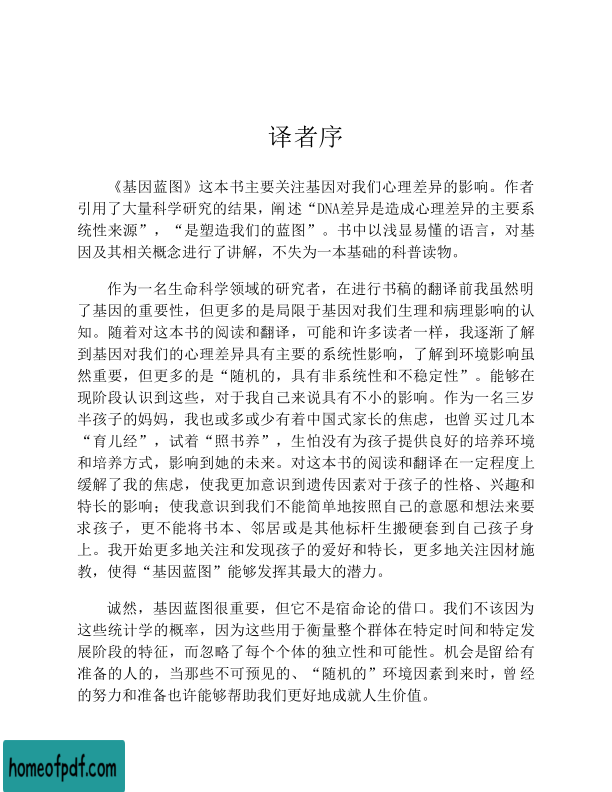 译者序
《基因蓝图》这本书主要关注基因对我们心理差异的影响。作者
引用了大量科学研究的结果，阐述“DNA差异是造成心理差异的主要系
统性来源”，“是塑造我们的蓝图”。书中以浅显易懂的语言，对基
因及其相关概念进行了讲解，不失为一本基础的科普读物。
作为一名生命科学领域的研究者，在进行书稿的翻译前我虽然明
了基因的重要性，但更多的是局限于基因对我们生理和病理影响的认
知。随着对这本书的阅读和翻译，可能和许多读者一样，我逐渐了解
到基因对我们的心理差异具有主要的系统性影响，了解到环境影响虽
然重要，但更多的是“随机的，具有非系统性和不稳定性”。能够在
现阶段认识到这些，对于我自己来说具有不小的影响。作为一名三岁
半孩子的妈妈，我也或多或少有着中国式家长的焦虑，也曾买过几本
“育儿经”，试着“照书养”，生怕没有为孩子提供良好的培养环境
和培养方式，影响到她的未来。对这本书的阅读和翻译在一定程度上
缓解了我的焦虑，使我更加意识到遗传因素对于孩子的性格、兴趣和
特长的影响；使我意识到我们不能简单地按照自己的意愿和想法来要
求孩子，更不能将书本、邻居或是其他标杆生搬硬套到自己孩子身
上。我开始更多地关注和发现孩子的爱好和特长，更多地关注因材施
教，使得“基因蓝图”能够发挥其最大的潜力。
诚然，基因蓝图很重要，但它不是宿命论的借口。我们不该因为
这些统计学的概率，因为这些用于衡量整个群体在特定时间和特定发
展阶段的特征，而忽略了每个个体的独立性和可能性。机会是留给有
准备的人的，当那些不可预见的、“随机的”环境因素到来时，曾经
的努力和准备也许能够帮助我们更好地成就人生价值。
homeofpdf.com